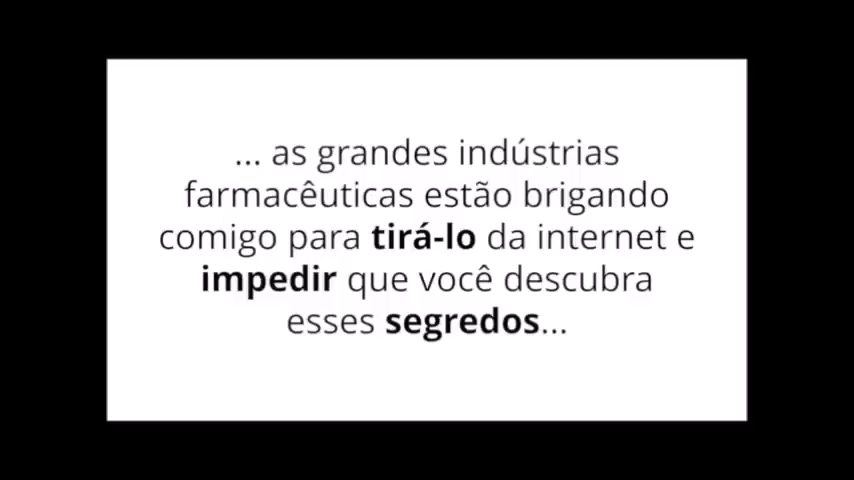 ... as grandes indústrias
farmacêuticas estão brigando
comigo para tirá-lo da internet e
impedir que você descubra
esses segredos...